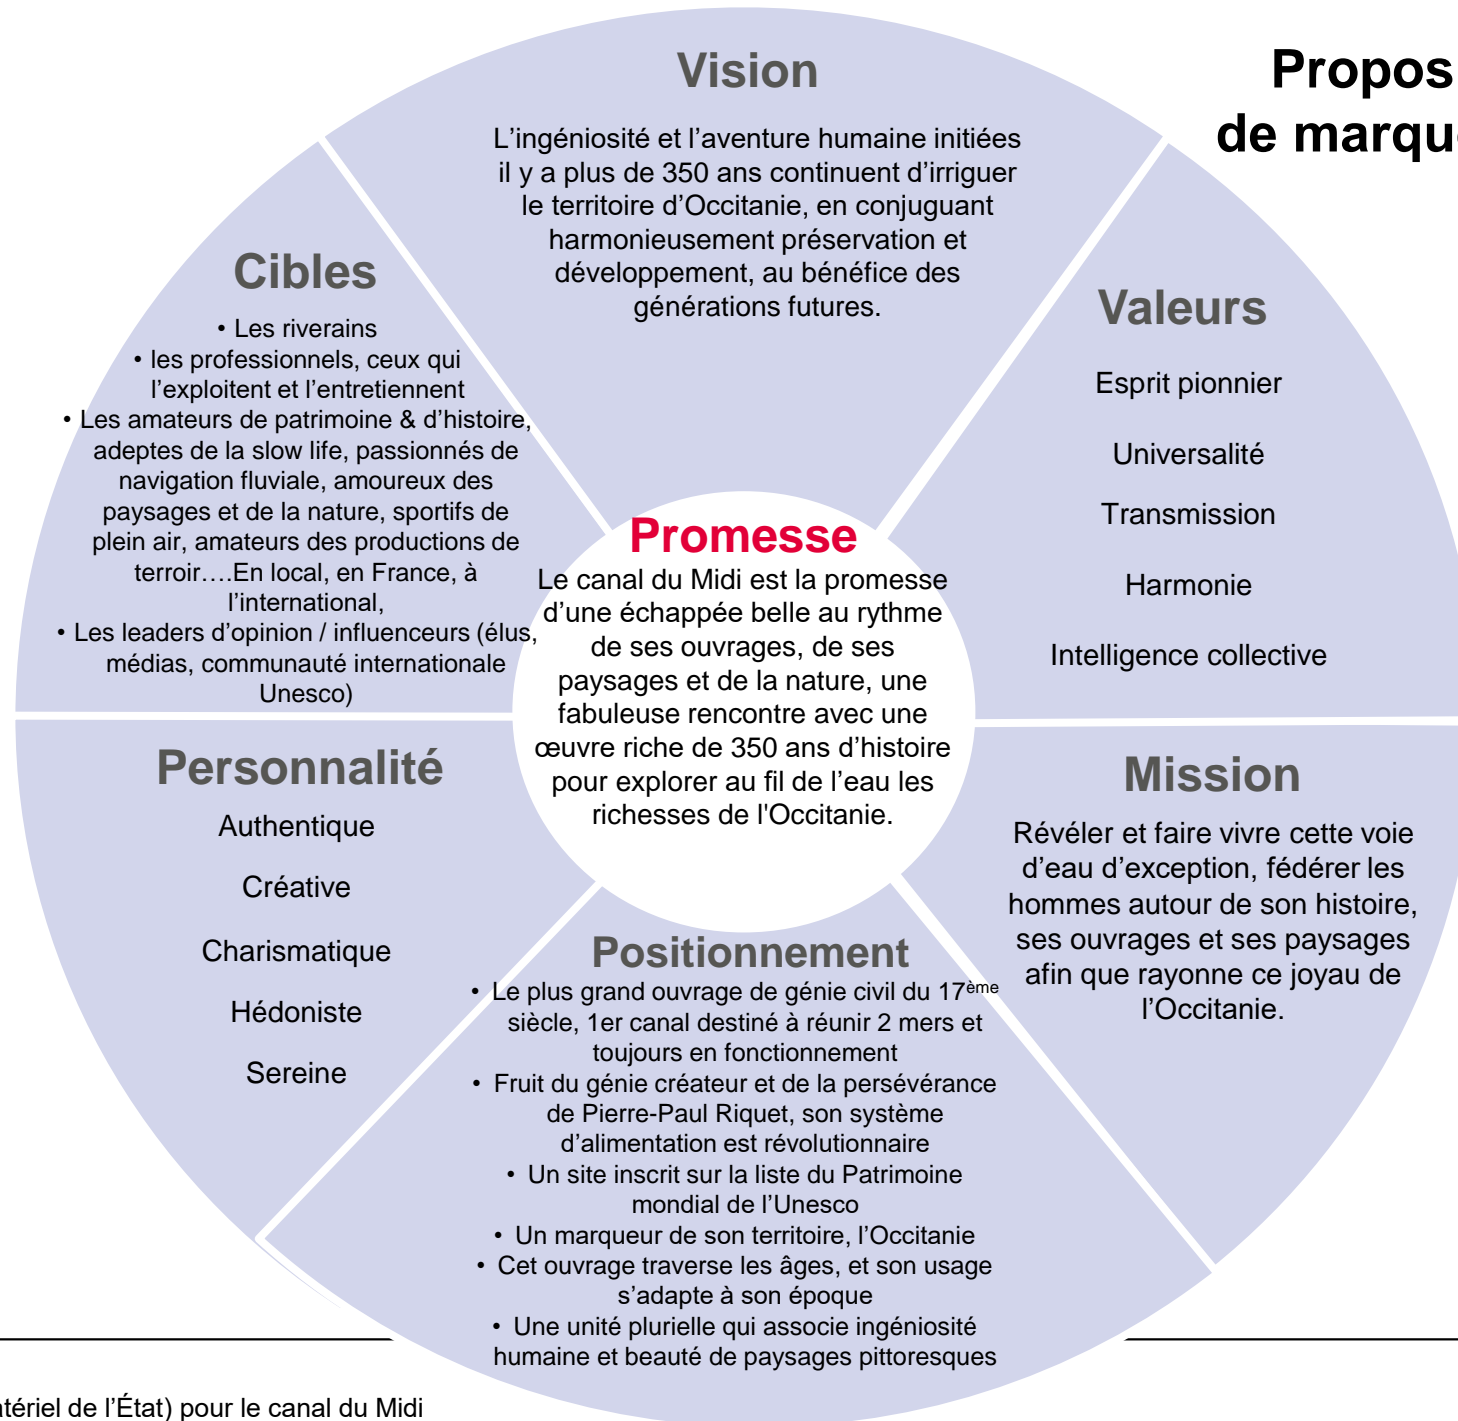 Propos
de marque
Vision
L’ingéniosité et l’aventure humaine initiées
il y a plus de 350 ans continuent d’irriguer
le territoire d’Occitanie, en conjuguant
harmonieusement préservation et
développement, au bénéfice des
générations futures.
Cibles
• Les riverains
• les professionnels, ceux qui
l’exploitent et l’entretiennent
• Les amateurs de patrimoine & d’histoire,
adeptes de la slow life, passionnés de
navigation fluviale, amoureux des
paysages et de la nature, sportifs de
plein air, amateurs des productions de
terroir….En local, en France, à
l’international,
• Les leaders d’opinion / influenceurs (élus,
médias, communauté internationale
Unesco)
Valeurs
Esprit pionnier
Universalité
Transmission
Harmonie
Intelligence collective
Promesse
Le canal du Midi est la promesse
d’une échappée belle au rythme
de ses ouvrages, de ses
paysages et de la nature, une
fabuleuse rencontre avec une
œuvre riche de 350 ans d’histoire
pour explorer au fil de l’eau les
richesses de l'Occitanie.
Personnalité
Authentique
Créative
Charismatique
Hédoniste
Sereine
Mission
Révéler et faire vivre cette voie
d’eau d’exception, fédérer les
hommes autour de son histoire,
ses ouvrages et ses paysages
afin que rayonne ce joyau de
l’Occitanie.
Positionnement
• Le plus grand ouvrage de génie civil du 17ème
siècle, 1er canal destiné à réunir 2 mers et
toujours en fonctionnement
• Fruit du génie créateur et de la persévérance
de Pierre-Paul Riquet, son système
d’alimentation est révolutionnaire
• Un site inscrit sur la liste du Patrimoine
mondial de l’Unesco
• Un marqueur de son territoire, l’Occitanie
• Cet ouvrage traverse les âges, et son usage
s’adapte à son époque
• Une unité plurielle qui associe ingéniosité
humaine et beauté de paysages pittoresques
atériel de l’État) pour le canal du Midi